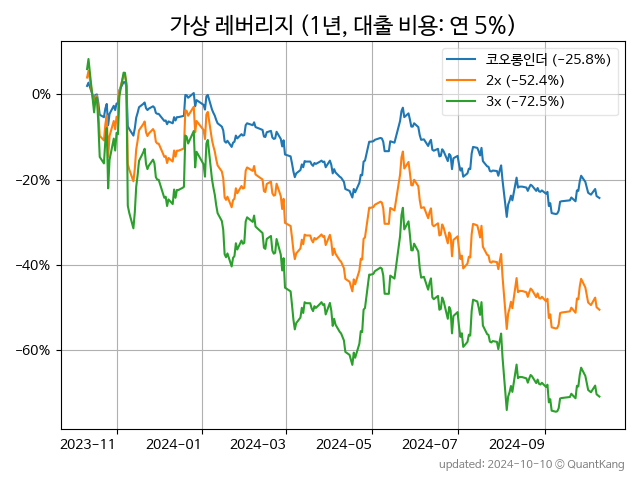 가상 레버리지 (1년, 대출 비용: 연 5%)
코오롱인더 (−25.8%)
2x (−52.4%)
3x (−72.5%)
0%
−20%
−40%
−60%
2023−11 2024−01 2024−03 2024−05 2024−07 2024−09
updated: 2024-10-10 © QuantKang